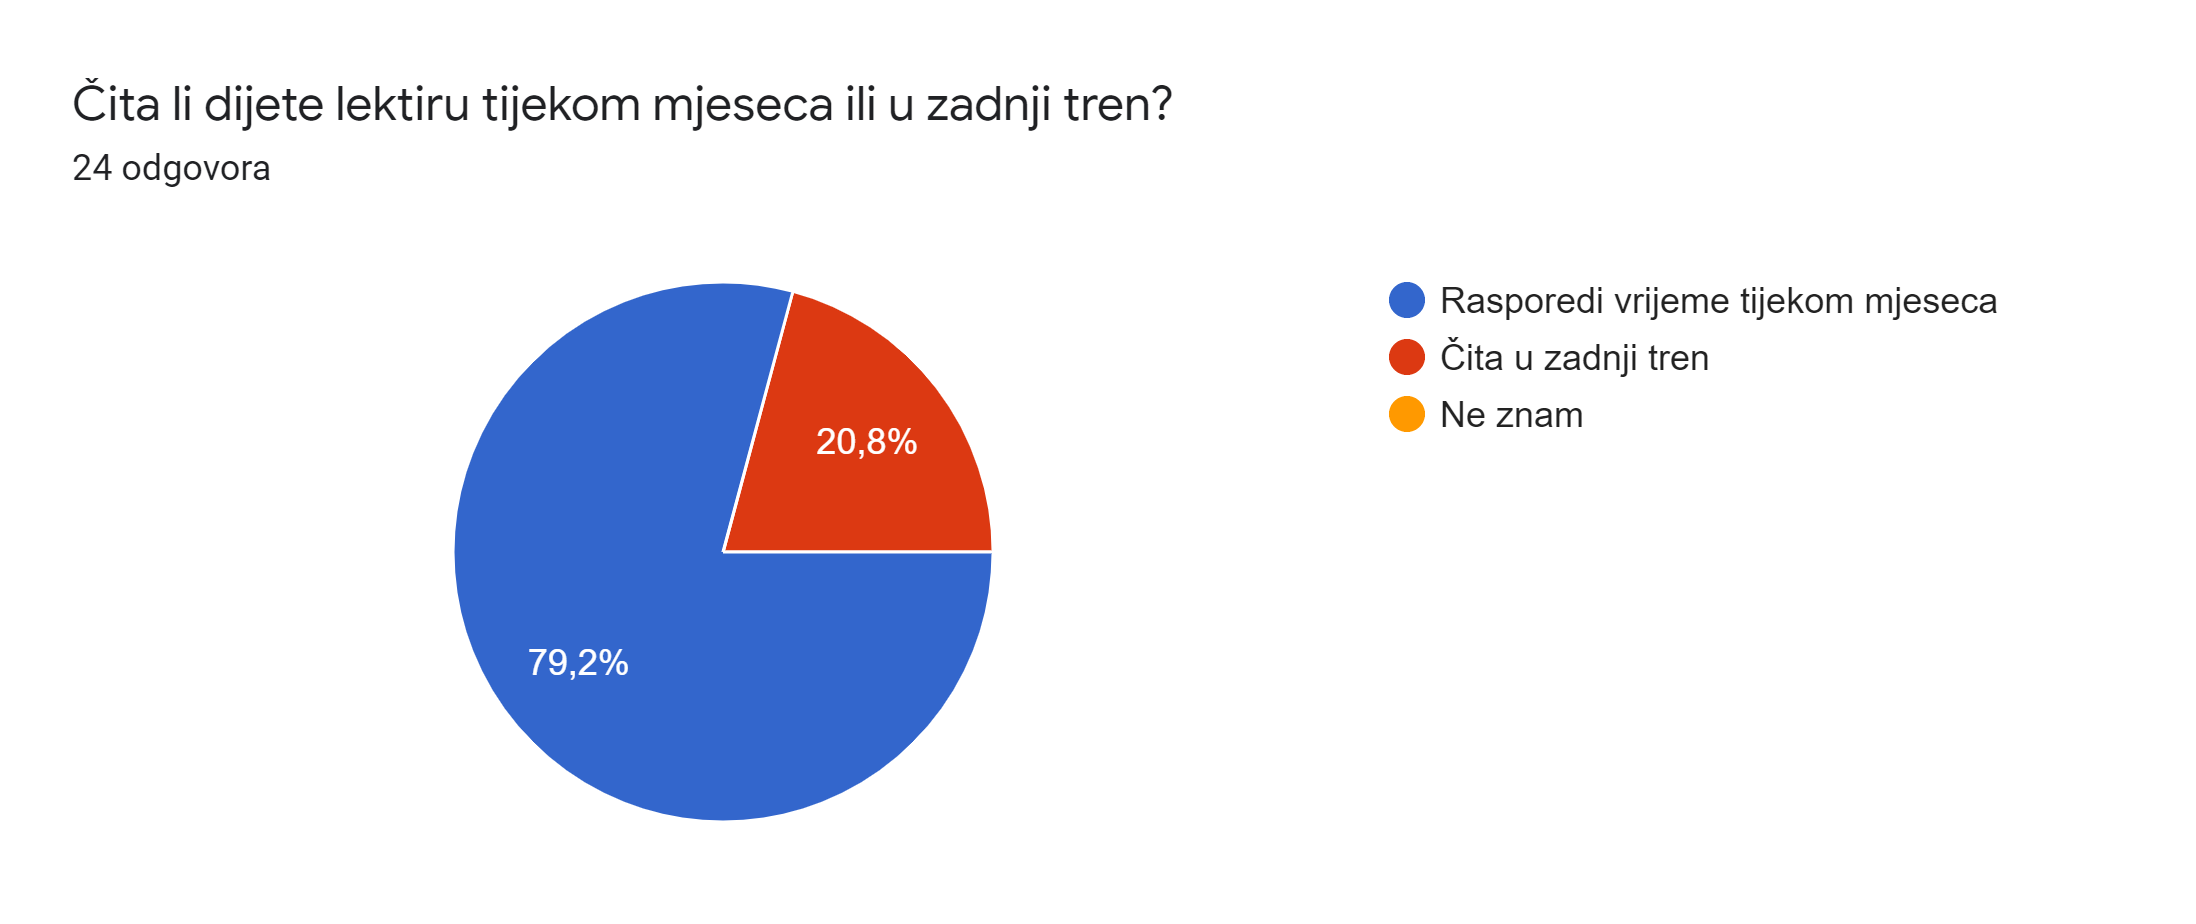 Čita li dijete lektiru tijekom mjeseca ili u zadnji tren?
24 odgovora
Rasporedi vrijeme tijekom mjeseca
Čita u zadnji tren
Ne znam
20,8%
79,2%